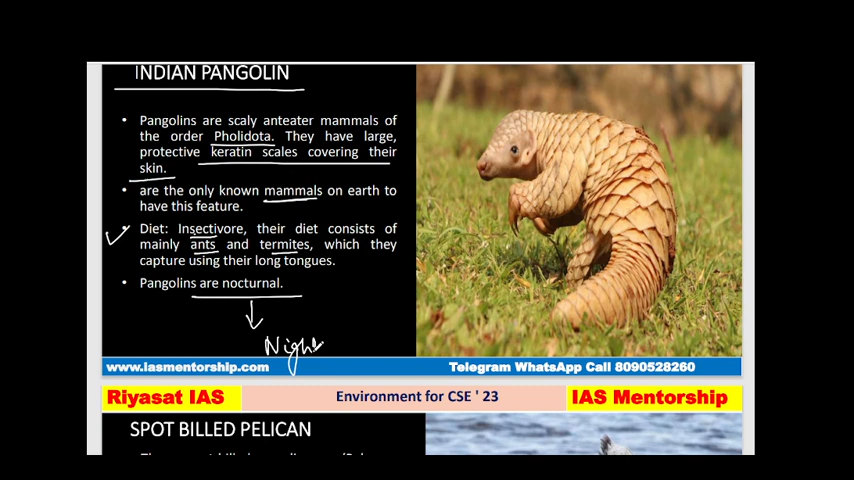 INDIAN PANGOLIN
• Pangolins are scaly anteater mammals of
the order Pholidota. They have large,
protective keratin scales covering their
skin.
• are the only known mammals on earth to
have this feature.
• Diet: Insectivore, their diet consists of
mainly ants and termites, which they
capture using their long tongues.
• Pangolins are nocturnal.
www.iasmentorship.com
Telegram WhatsApp Call 8090528260
Riyasat IAS
Environment for CSE ' 23
IAS Mentorship
SPOT BILLED PELICAN